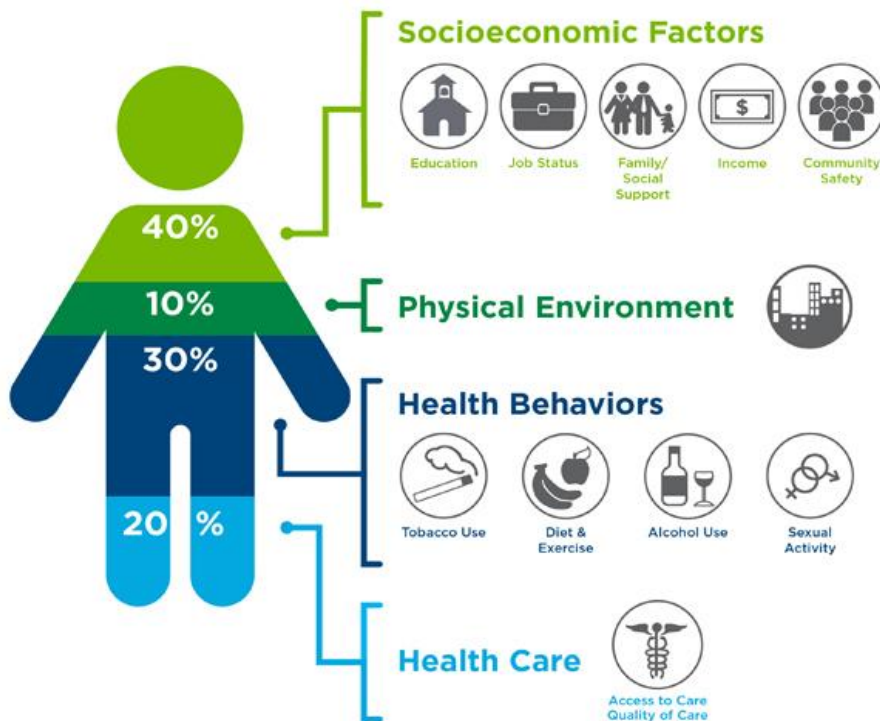 Socioeconomic Factors
Education
Job Status
Family/
Social
Support
Income
Community
Safety
40%
10%
Physical Environment
30%
Health Behaviors
Tobacco Use
Diet &
Exercise
Alcohol Use
Sexual
Activity
20 %
Health Care
Access to Care
Quality of Care
$